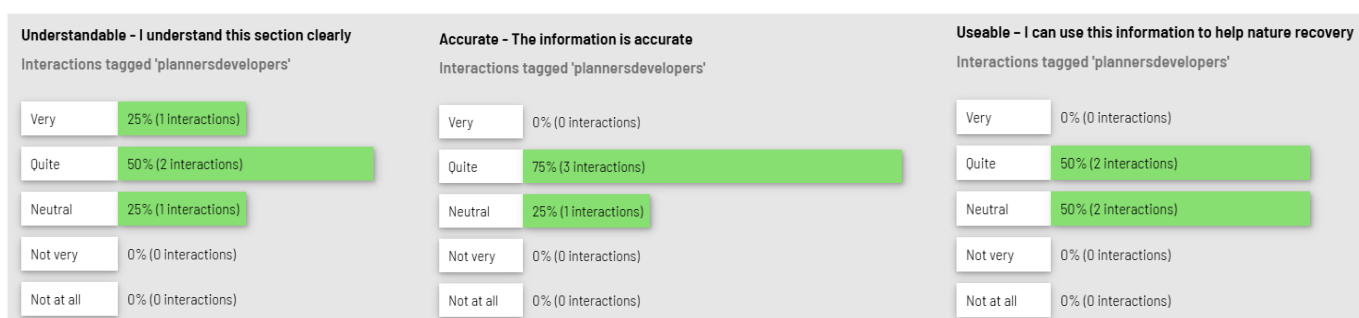 Understandable - I understand this section clearly
Interactions tagged 'plannersdevelopers'
Very 25% (1 interactions)
Quite 50% (2 interactions)
Neutral 25% (1 interactions)
Not very 0% (0 interactions)
Not at all 0% (0 interactions)
Accurate - The information is accurate
Interactions tagged 'plannersdevelopers'
Very 0% (0 interactions)
Quite 75% (3 interactions)
Neutral 25% (1 interactions)
Not very 0% (0 interactions)
Not at all 0% (0 interactions)
Useable – I can use this information to help nature recovery
Interactions tagged 'plannersdevelopers'
Very 0% (0 interactions)
Quite 50% (2 interactions)
Neutral 50% (2 interactions)
Not very 0% (0 interactions)
Not at all 0% (0 interactions)